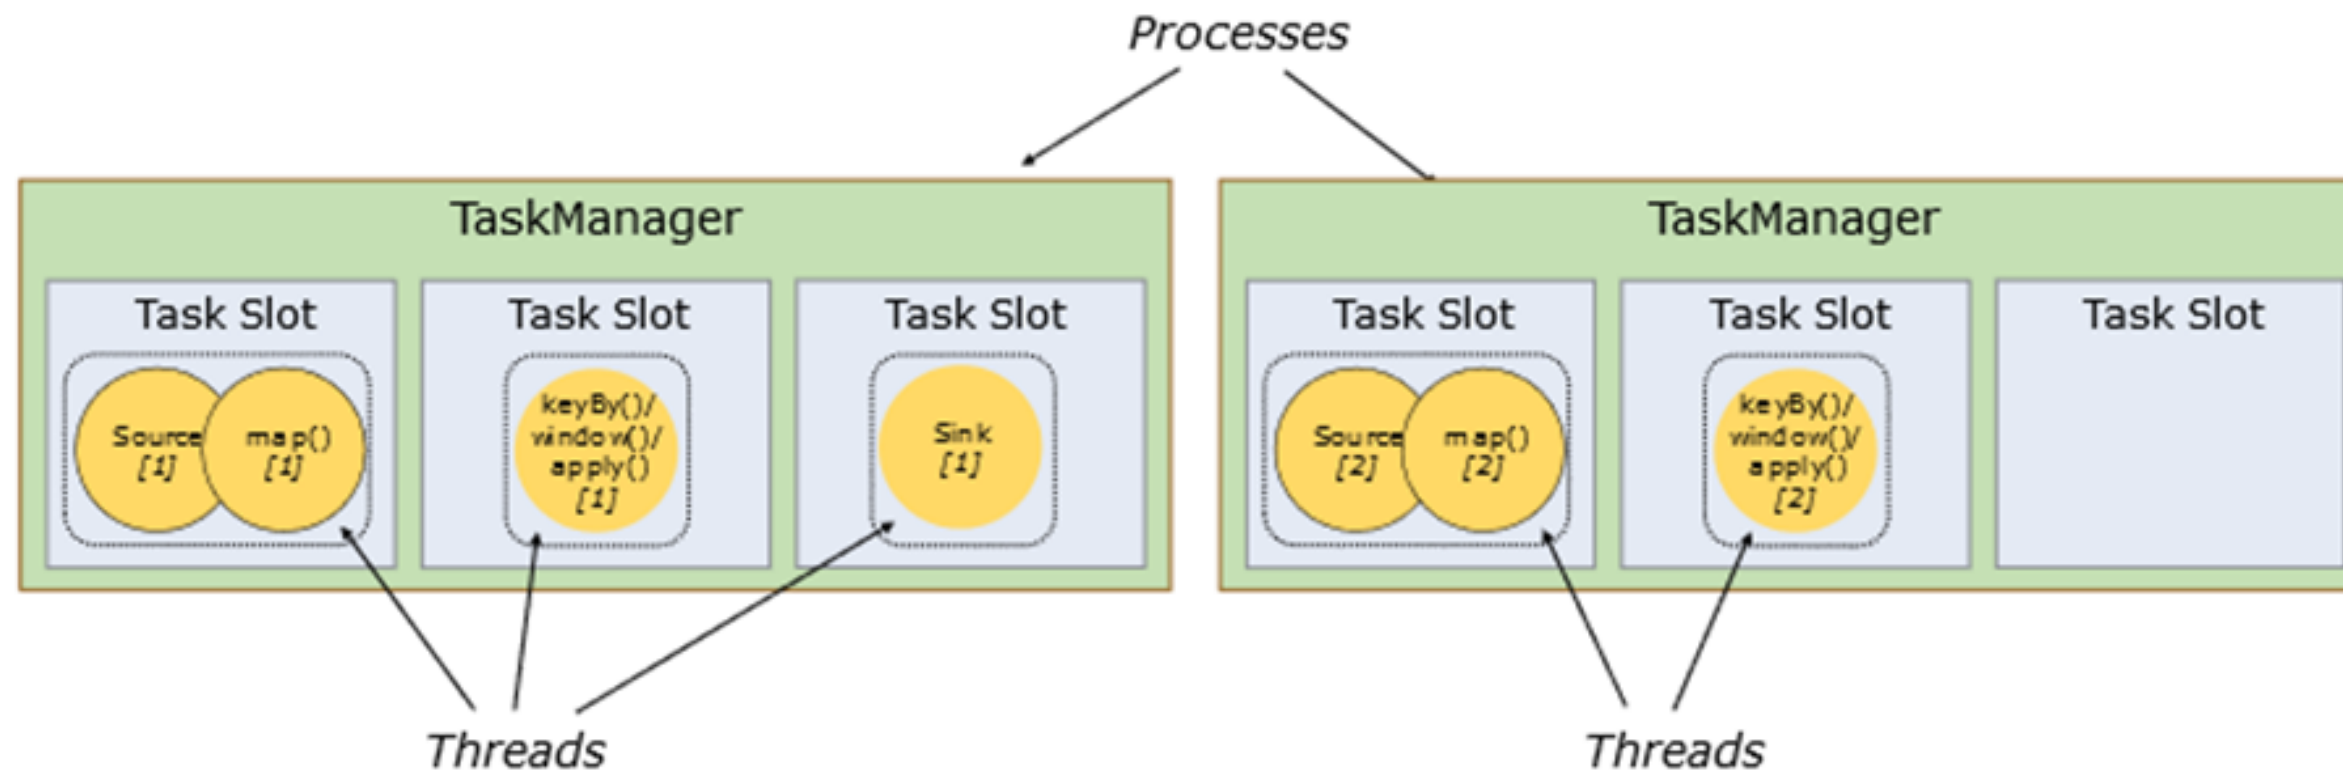 Processes
TaskManager
Task Slot
Source
[1]
map()
[1]
Task Slot
keyBy()/
window()/
apply()
[1]
Task Slot
Sink
[1]
TaskManager
Task Slot
Source
[2]
map()
[2]
Task Slot
keyBy()/
window()/
apply()
[2]
Task Slot
Threads
Threads